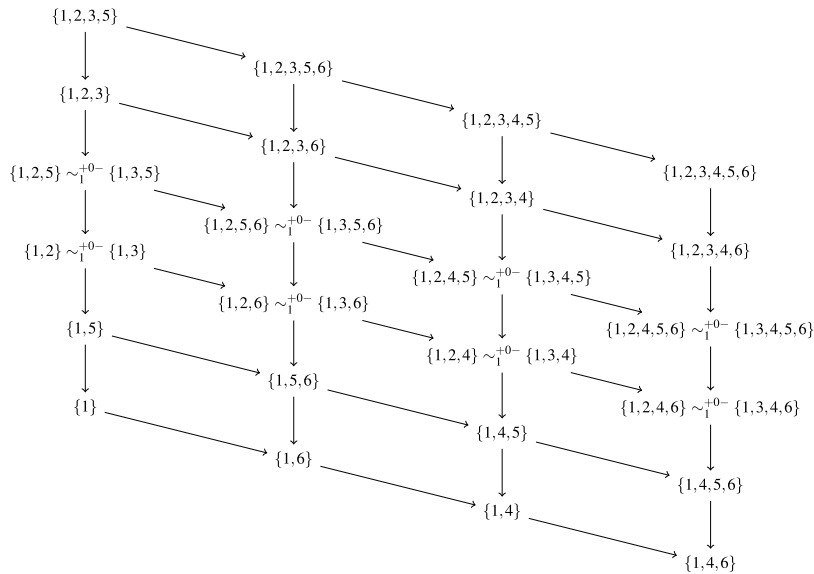 {1,2,3,5}
{1,2,3,5,6}
{1,2,3}
{1,2,3,4,5}
{1,2,3,6}
{1,2,5} ∼₁⁺⁰⁻ {1,3,5}
{1,2,3,4,5,6}
{1,2,3,4}
{1,2,5,6} ∼₁⁺⁰⁻ {1,3,5,6}
{1,2} ∼₁⁺⁰⁻ {1,3}
{1,2,3,4,6}
{1,2,4,5} ∼₁⁺⁰⁻ {1,3,4,5}
{1,2,6} ∼₁⁺⁰⁻ {1,3,6}
{1,5}
{1,2,4,5,6} ∼₁⁺⁰⁻ {1,3,4,5,6}
{1,2,4} ∼₁⁺⁰⁻ {1,3,4}
{1,5,6}
{1}
{1,2,4,6} ∼₁⁺⁰⁻ {1,3,4,6}
{1,4,5}
{1,6}
{1,4,5,6}
{1,4}
{1,4,6}